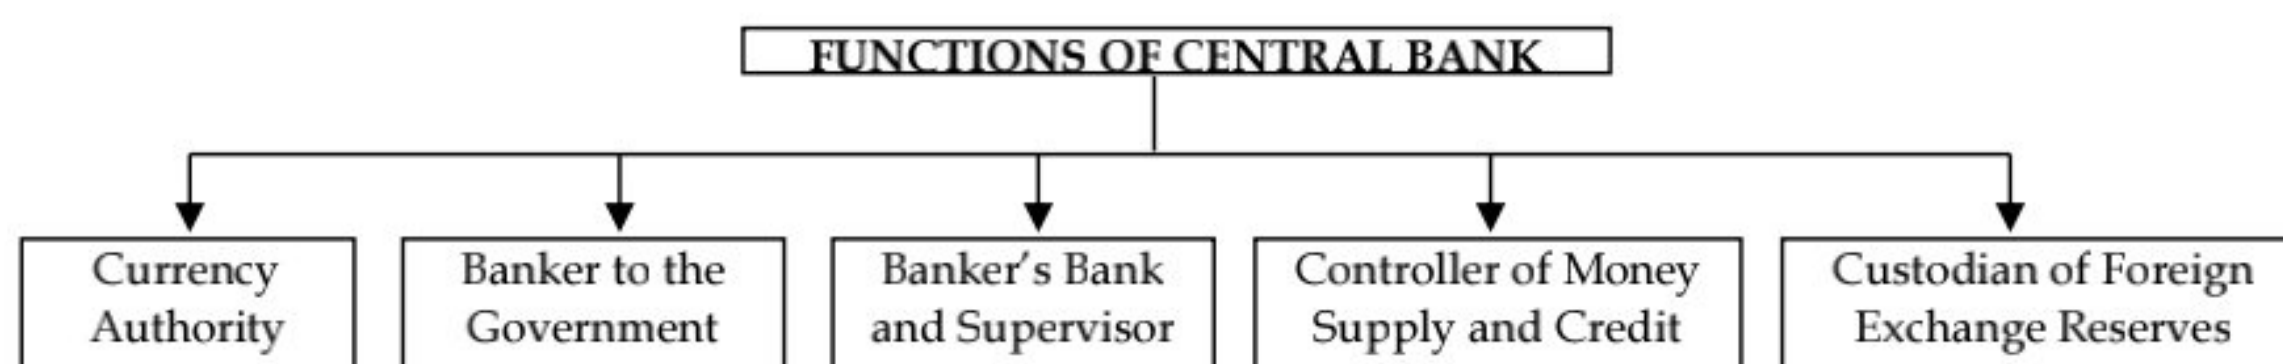 FUNCTIONS OF CENTRAL BANK
Currency
Authority
Banker to the
Government
Banker’s Bank
and Supervisor
Controller of Money
Supply and Credit
Custodian of Foreign
Exchange Reserves